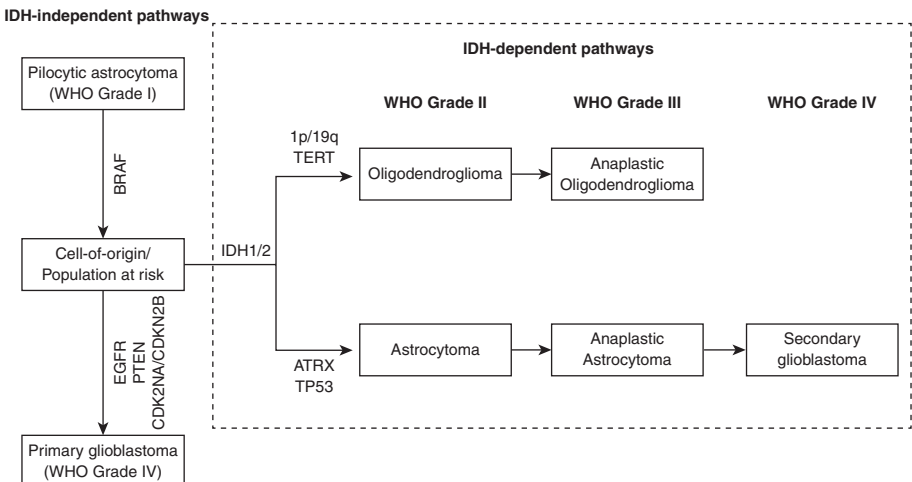 IDH-independent pathways
Pilocytic astrocytoma
(WHO Grade I)
BRAF
Cell-of-origin/
Population at risk
EGFR
PTEN
CDK2NA/CDKN2B
Primary glioblastoma
(WHO Grade IV)
IDH-dependent pathways
WHO Grade II
WHO Grade III
WHO Grade IV
IDH1/2
1p/19q
TERT
Oligodendroglioma
Anaplastic
Oligodendroglioma
ATRX
TP53
Astrocytoma
Anaplastic
Astrocytoma
Secondary
glioblastoma